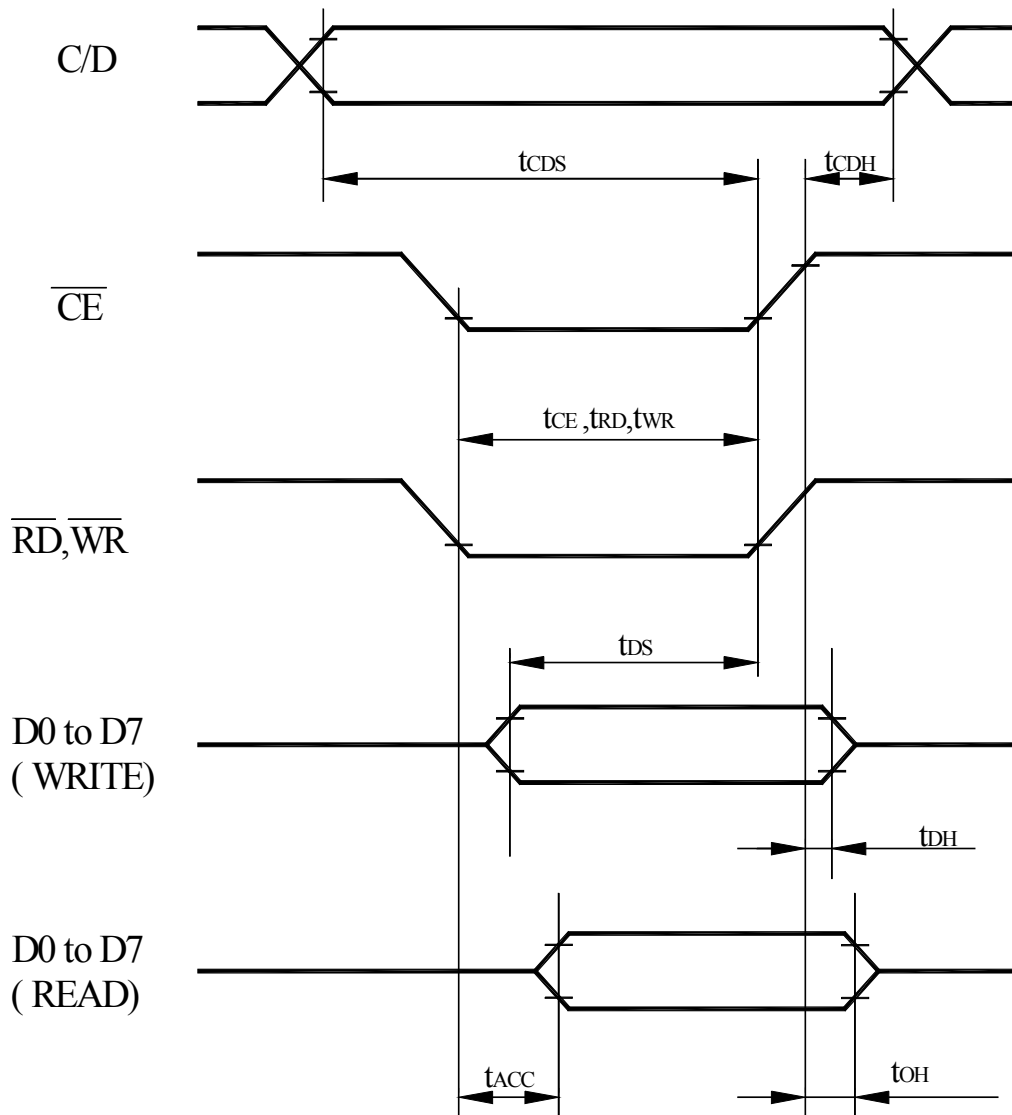 C/D
tCDS
tCDH
CE
tCE ,tRD,tWR
RD,WR
tDS
D0 to D7
( WRITE)
tDH
D0 to D7
( READ)
tACC
tOH